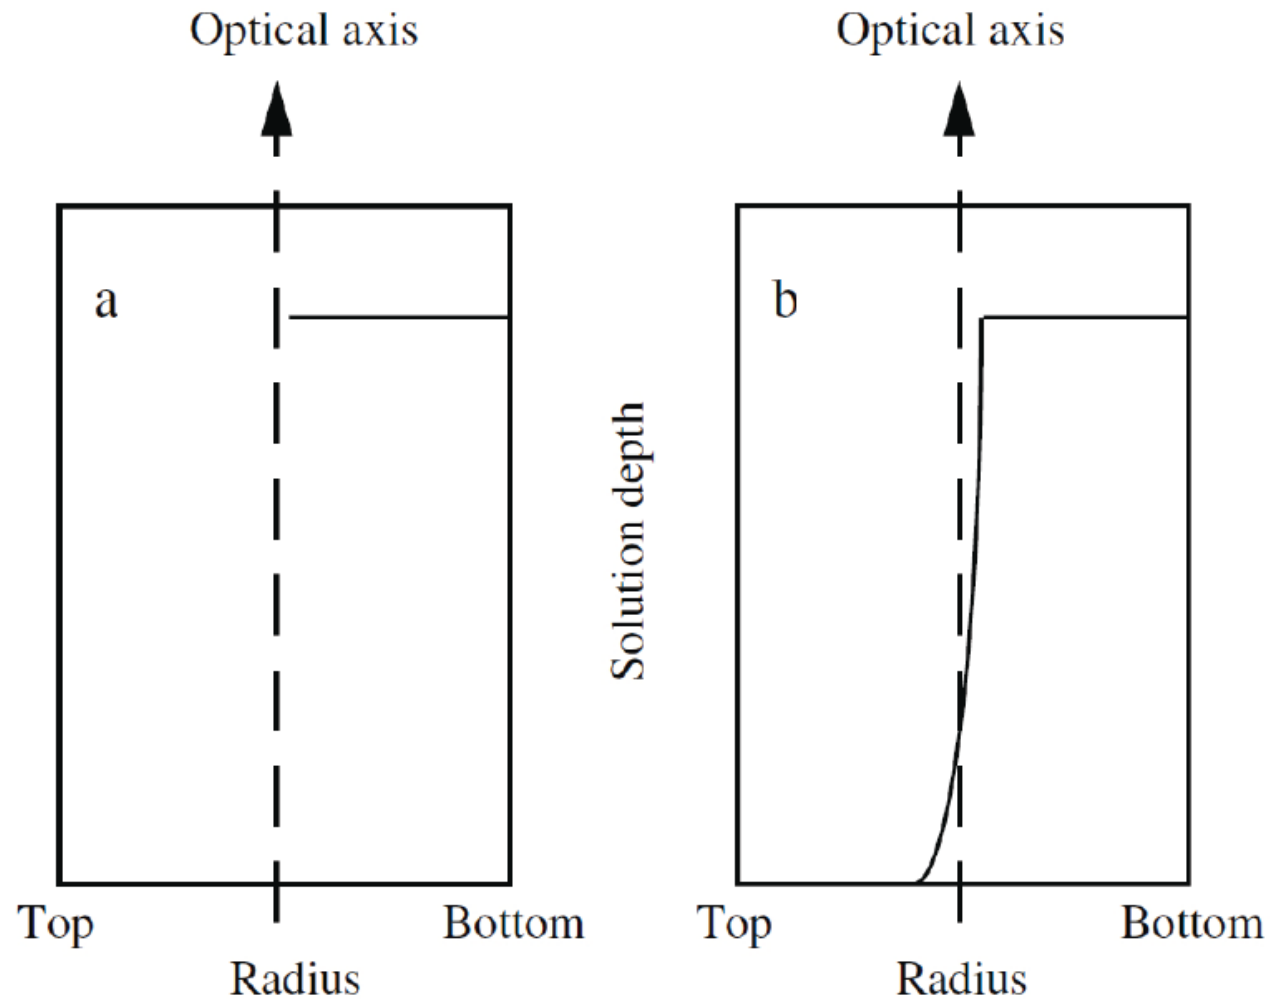 Optical axis
Optical axis
a
b
Solution depth
Top
Bottom
Top
Bottom
Radius
Radius